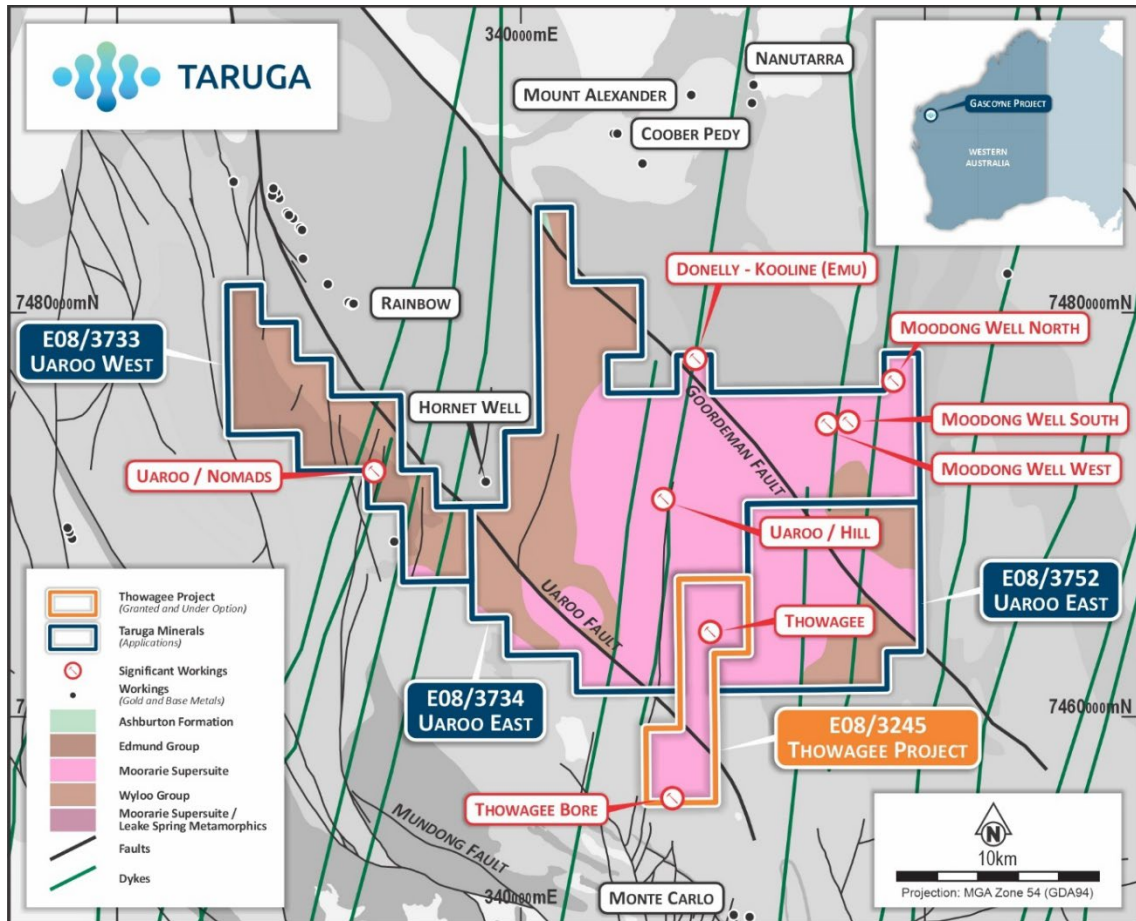 TARUGA
340000mE
NANUTARRA
MOUNT ALEXANDER
COOBER PEDY
GASCOYNE PROJECT
WESTERN
AUSTRALIA
DONELLY - KOOLINE (EMU)
7480000mN
7480000mN
RAINBOW
MOODONG WELL NORTH
E08/3733
UAROO WEST
HORNET WELL
GOORDEMAN FAULT
MOODONG WELL SOUTH
MOODONG WELL WEST
UAROO / NOMADS
UAROO / HILL
UAROO FAULT
E08/3752
UAROO EAST
THOWAGEE
E08/3734
UAROO EAST
7460000mN
E08/3245
THOWAGEE PROJECT
THOWAGEE BORE
MUNDONG FAULT
340000mE
MONTE CARLO
Thowagee Project
(Granted and Under Option)
Taruga Minerals
(Applications)
Significant Workings
Workings
(Gold and Base Metals)
Ashburton Formation
Edmund Group
Moorarie Supersuite
Wyloo Group
Moorarie Supersuite /
Leake Spring Metamorphics
Faults
Dykes
N
10km
Projection: MGA Zone 54 (GDA94)